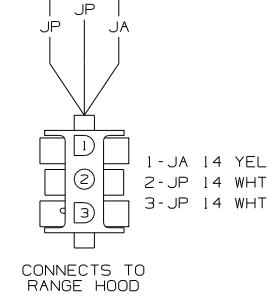 JP
JP JA
1
2
3
1-JA 14 YEL
2-JP 14 WHT
3-JP 14 WHT
CONNECTS TO
RANGE HOOD